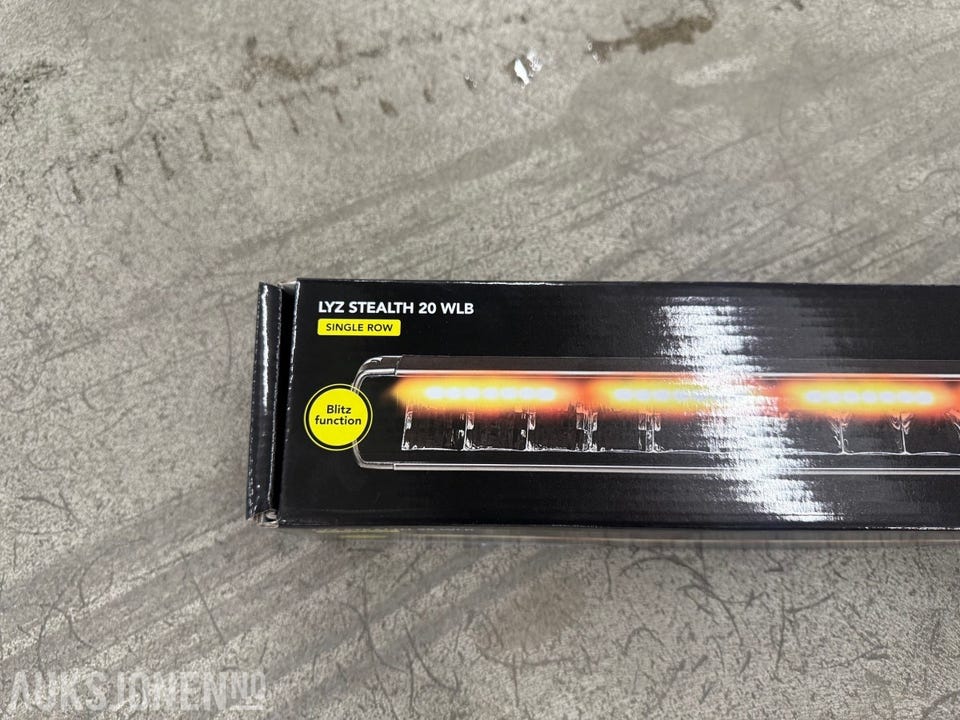 LYZ STEALTH 20 WLB
SINGLE ROW
Blitz
function
AUKSJONEN.NO